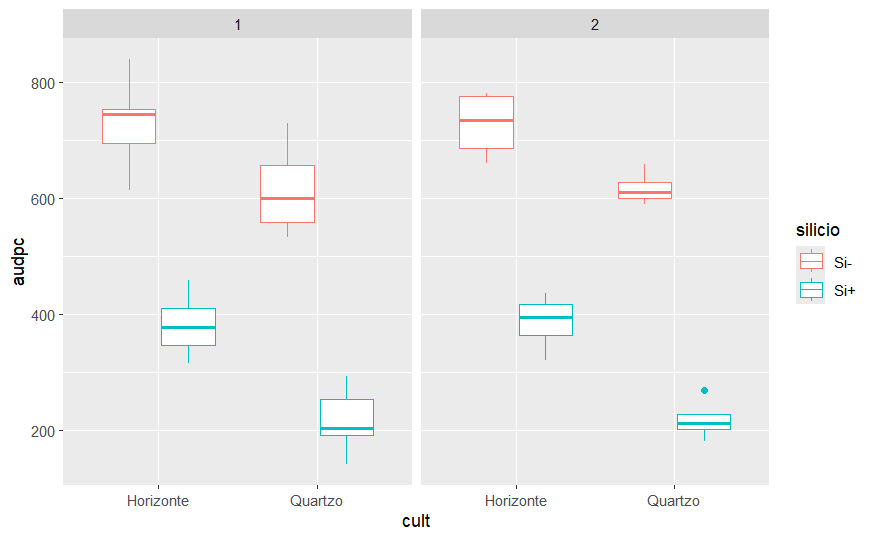 1
2
800
600
400
200
audpc
Horizonte
Quartzo
Horizonte
Quartzo
cult
silicio
Si-
Si+